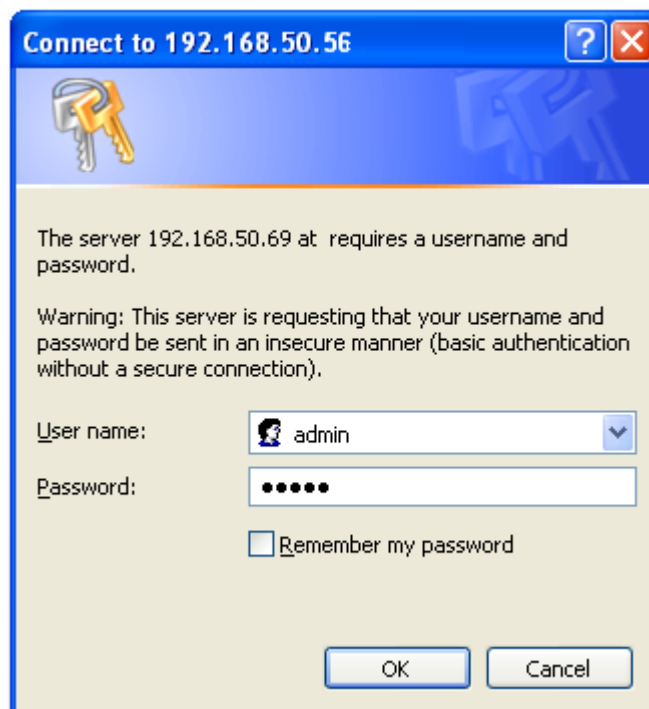 Connect to 192.168.50.56
The server 192.168.50.69 at  requires a username and
password.
Warning: This server is requesting that your username and
password be sent in an insecure manner (basic authentication
without a secure connection).
User name:
admin
Password:
•••••
Remember my password
OK
Cancel